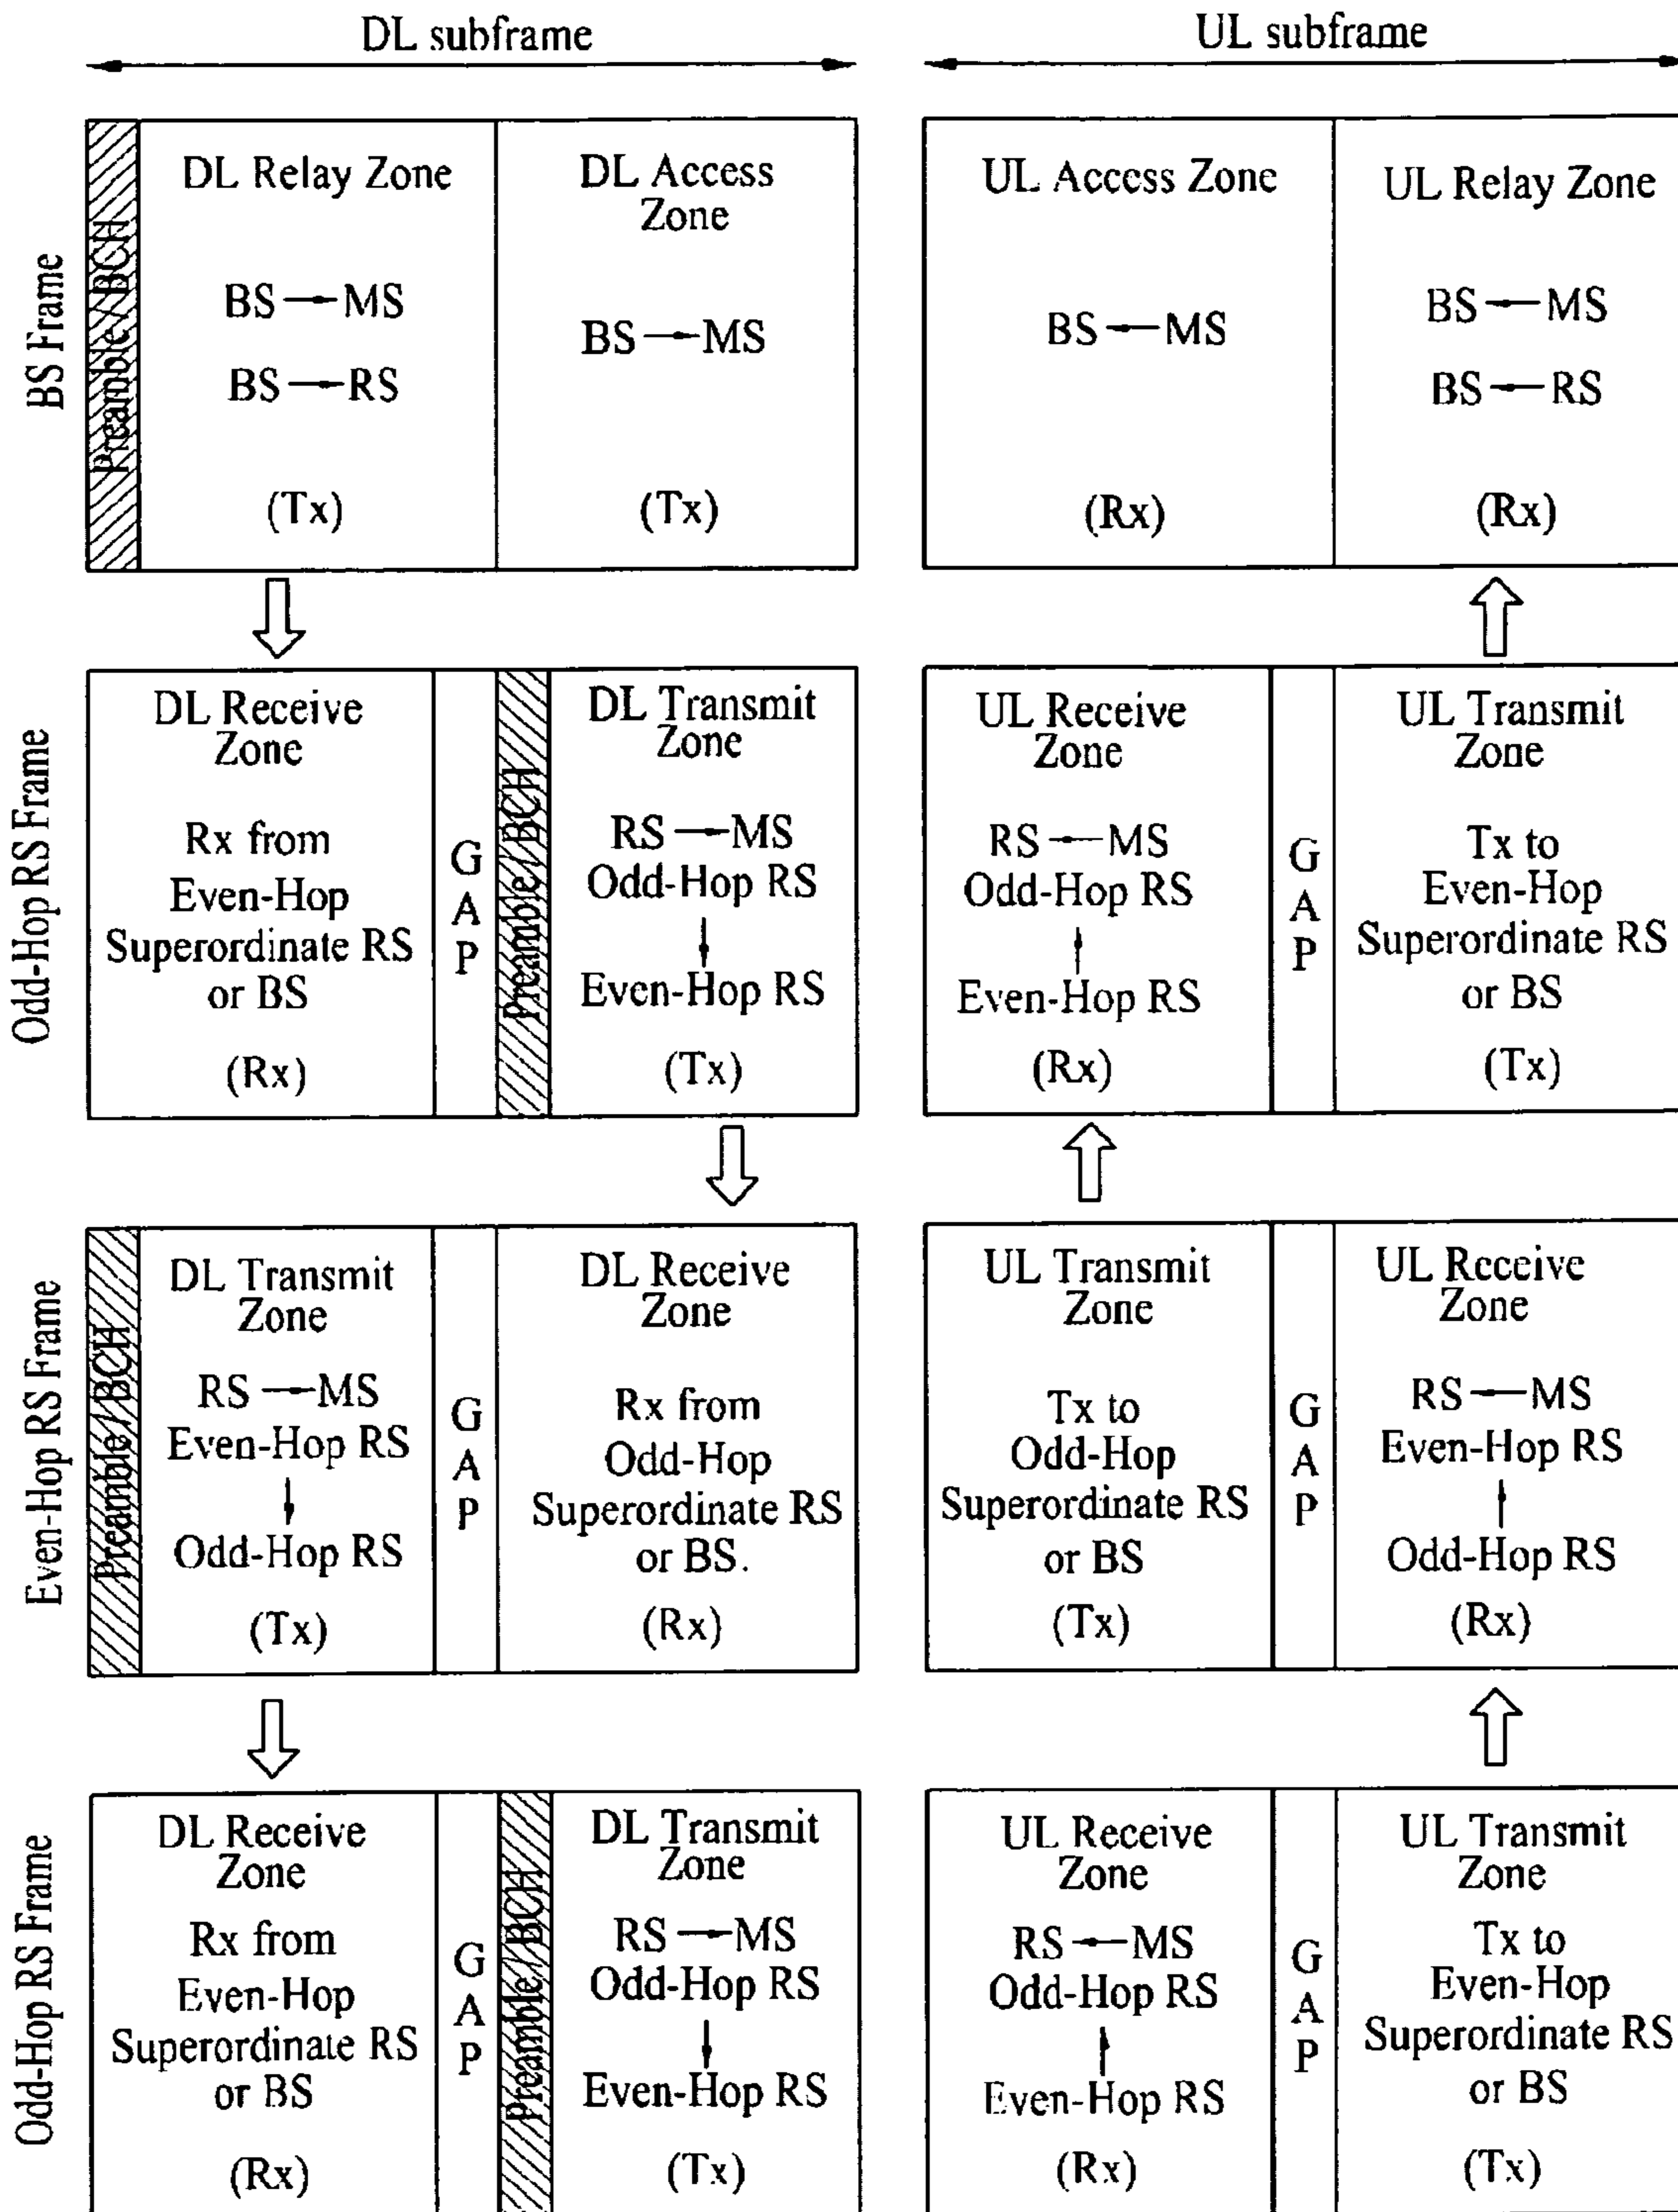 DL subframe
UL subframe
BS Frame
Preamble/BCH
DL Relay Zone
BS → MS
BS → RS
(Tx)
DL Access
Zone
BS → MS
(Tx)
UL Access Zone
BS ← MS
(Rx)
UL Relay Zone
BS ← MS
BS ← RS
(Rx)
Odd-Hop RS Frame
DL Receive
Zone
Rx from
Even-Hop
Superordinate RS
or BS
(Rx)
GAP
Preamble/BCH
DL Transmit
Zone
RS → MS
Odd-Hop RS
↓
Even-Hop RS
(Tx)
UL Receive
Zone
RS ← MS
Odd-Hop RS
↑
Even-Hop RS
(Rx)
GAP
UL Transmit
Zone
Tx to
Even-Hop
Superordinate RS
or BS
(Tx)
Even-Hop RS Frame
Preamble/BCH
DL Transmit
Zone
RS → MS
Even-Hop RS
↓
Odd-Hop RS
(Tx)
GAP
DL Receive
Zone
Rx from
Odd-Hop
Superordinate RS
or BS.
(Rx)
UL Transmit
Zone
Tx to
Odd-Hop
Superordinate RS
or BS
(Tx)
GAP
UL Receive
Zone
RS ← MS
Even-Hop RS
↑
Odd-Hop RS
(Rx)
Odd-Hop RS Frame
DL Receive
Zone
Rx from
Even-Hop
Superordinate RS
or BS
(Rx)
GAP
Preamble/BCH
DL Transmit
Zone
RS → MS
Odd-Hop RS
↓
Even-Hop RS
(Tx)
UL Receive
Zone
RS ← MS
Odd-Hop RS
↑
Even-Hop RS
(Rx)
GAP
UL Transmit
Zone
Tx to
Even-Hop
Superordinate RS
or BS
(Tx)